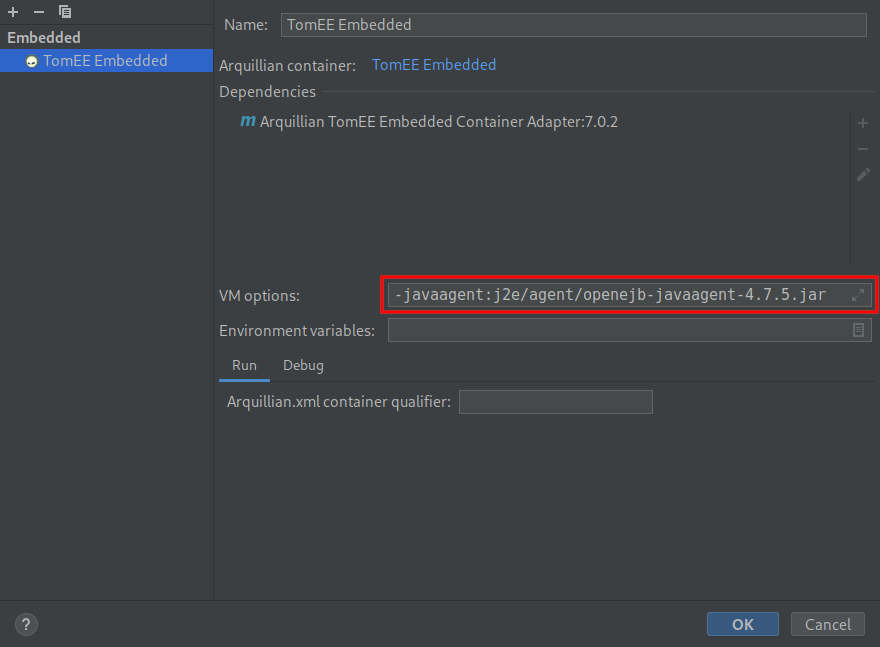 Name: TomEE Embedded
Embedded
TomEE Embedded
Arquillian container: TomEE Embedded
Dependencies
m Arquillian TomEE Embedded Container Adapter:7.0.2
VM options: -javaagent:j2e/agent/openejb-javaagent-4.7.5.jar
Environment variables:
Run Debug
Arquillian.xml container qualifier:
? OK Cancel